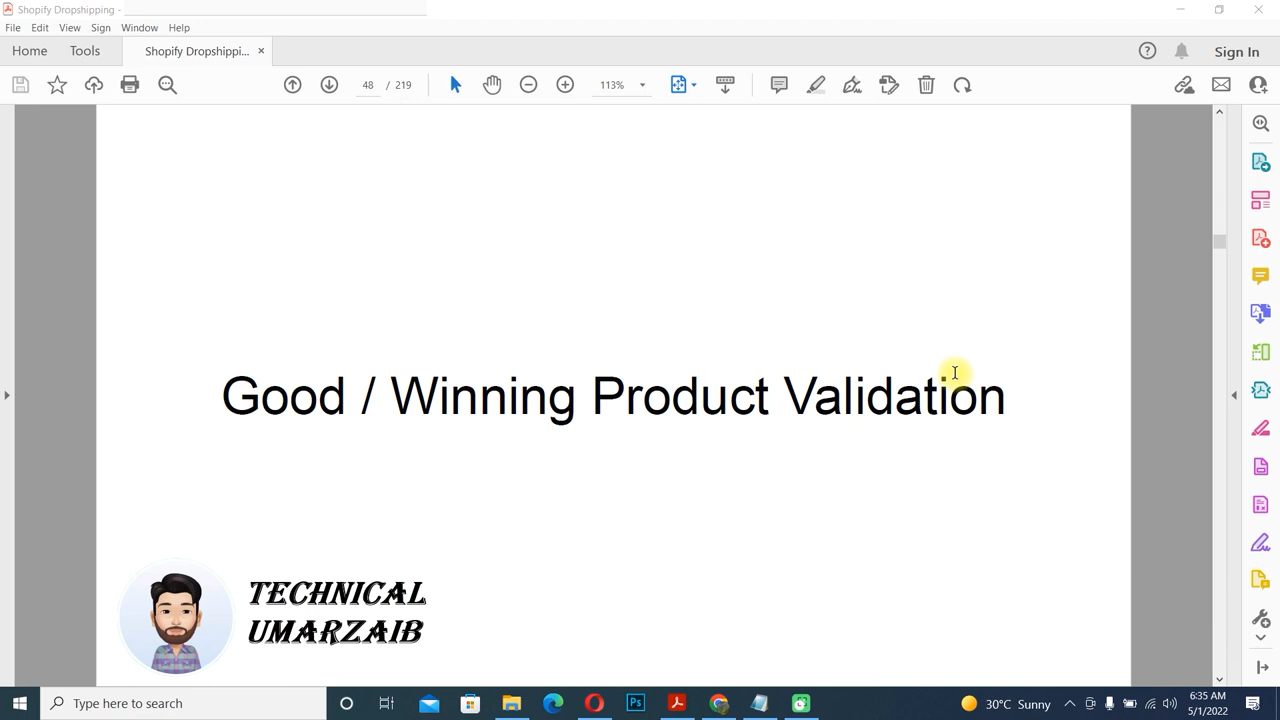 Shopify Dropshipping -
File Edit View Sign Window Help
Home Tools Shopify Dropshippi... × Sign In
48 / 219 113%
Good / Winning Product Validation
TECHNICAL
UMARZAIB
Type here to search
Ps
30°C Sunny
6:35 AM
5/1/2022